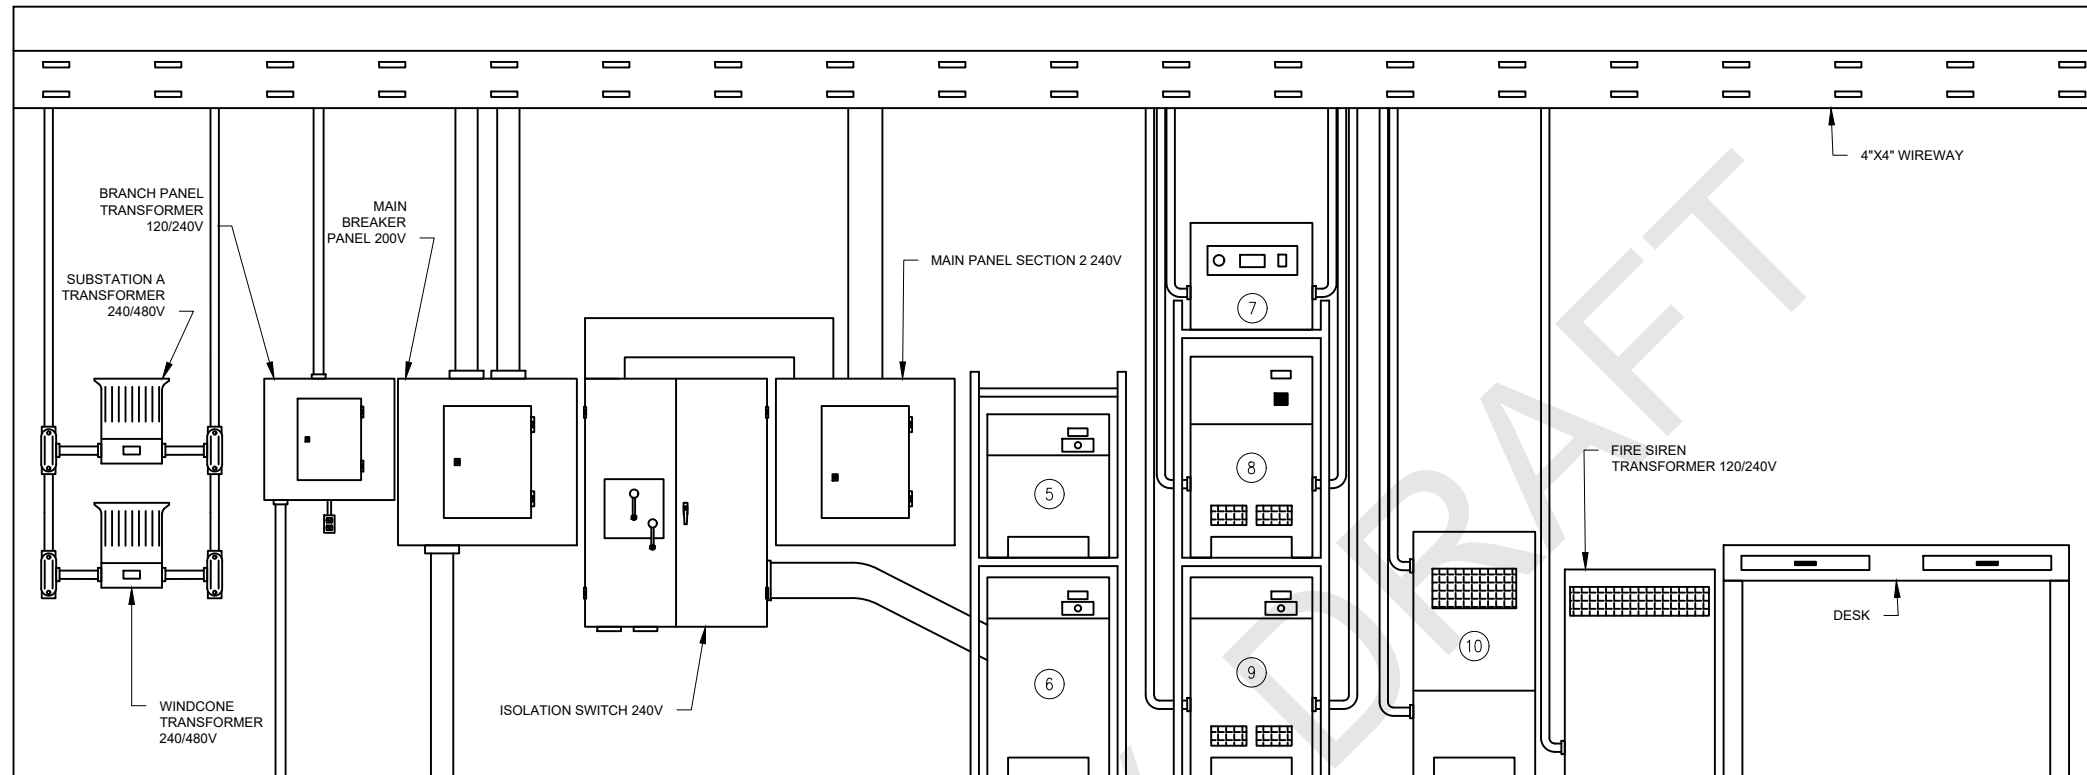 4"X4" WIREWAY
BRANCH PANEL
TRANSFORMER
120/240V
MAIN
BREAKER
PANEL 200V
SUBSTATION A
TRANSFORMER
240/480V
MAIN PANEL SECTION 2 240V
7
8
5
FIRE SIREN
TRANSFORMER 120/240V
DESK
10
9
6
WINDCONE
TRANSFORMER
240/480V
ISOLATION SWITCH 240V
DRAFT